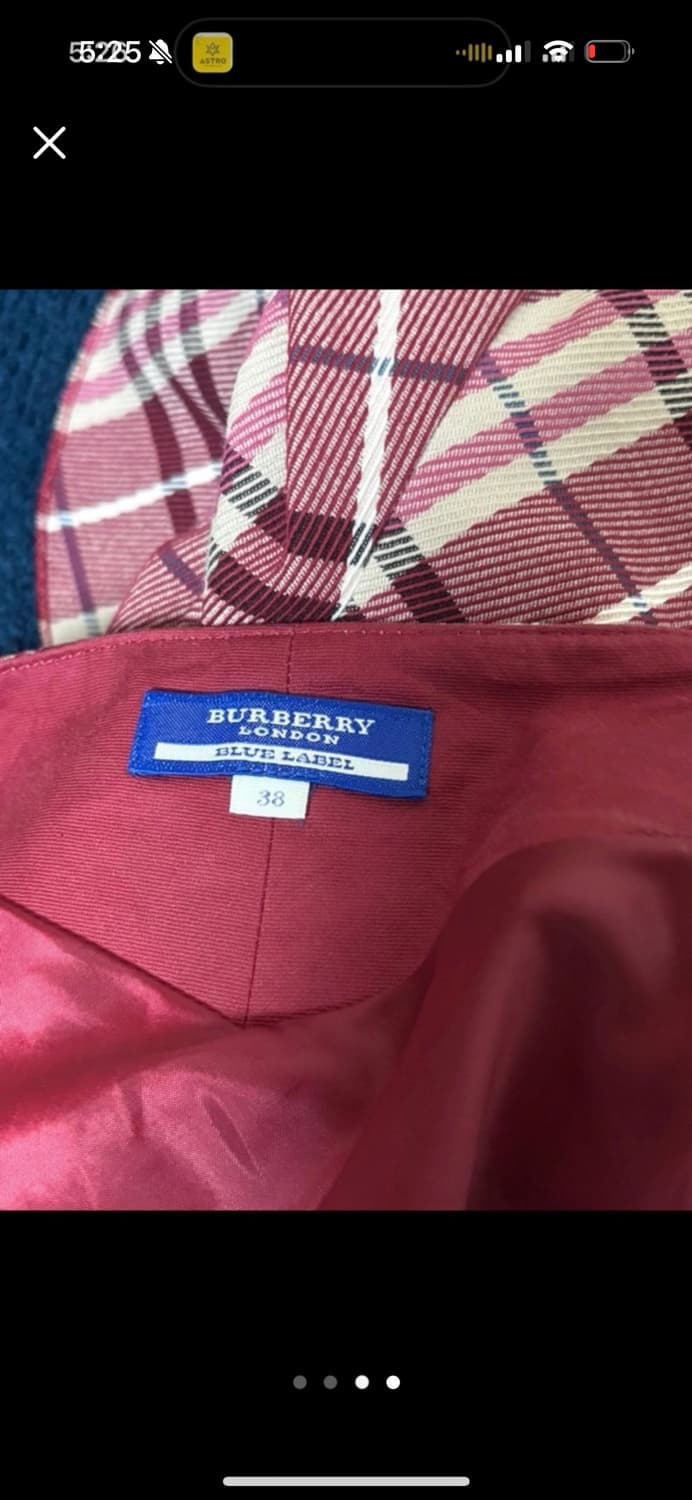 5:25
ASTRO
BURBERRY
LONDON
BLUE LABEL
38